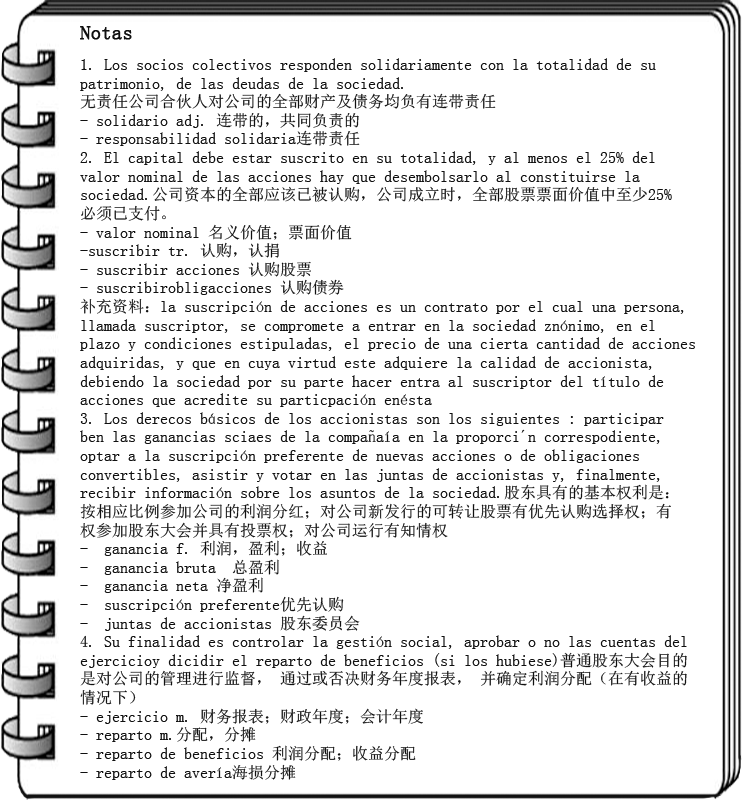 Notas
1. Los socios colectivos responden solidariamente con la totalidad de su
patrimonio, de las deudas de la sociedad.
无责任公司合伙人对公司的全部财产及债务均负有连带责任
- solidario adj. 连带的，共同负责的
- responsabilidad solidaria连带责任
2. El capital debe estar suscrito en su totalidad, y al menos el 25% del
valor nominal de las acciones hay que desembolsarlo al constituirse la
sociedad.公司资本的全部应该已被认购，公司成立时，全部股票票面价值中至少25%
必须已支付。
- valor nominal 名义价值；票面价值
-suscribir tr. 认购，认捐
- suscribir acciones 认购股票
- suscribirobligacciones 认购债券
补充资料：la suscripción de acciones es un contrato por el cual una persona,
llamada suscriptor, se compromete a entrar en la sociedad znónimo, en el
plazo y condiciones estipuladas, el precio de una cierta cantidad de acciones
adquiridas, y que en cuya virtud este adquiere la calidad de accionista,
debiendo la sociedad por su parte hacer entra al suscriptor del título de
acciones que acredite su particpación enésta
3. Los derecos básicos de los accionistas son los siguientes : participar
ben las ganancias sciaes de la compañaía en la proporci´n correspodiente,
optar a la suscripción preferente de nuevas acciones o de obligaciones
convertibles, asistir y votar en las juntas de accionistas y, finalmente,
recibir información sobre los asuntos de la sociedad.股东具有的基本权利是：
按相应比例参加公司的利润分红；对公司新发行的可转让股票有优先认购选择权；有
权参加股东大会并具有投票权；对公司运行有知情权
- ganancia f. 利润，盈利；收益
- ganancia bruta 总盈利
- ganancia neta 净盈利
- suscripción preferente优先认购
- juntas de accionistas 股东委员会
4. Su finalidad es controlar la gestión social, aprobar o no las cuentas del
ejercicioy dicidir el reparto de beneficios (si los hubiese)普通股东大会目的
是对公司的管理进行监督， 通过或否决财务年度报表， 并确定利润分配（在有收益的
情况下）
- ejercicio m. 财务报表；财政年度；会计年度
- reparto m.分配，分摊
- reparto de beneficios 利润分配；收益分配
- reparto de avería海损分摊